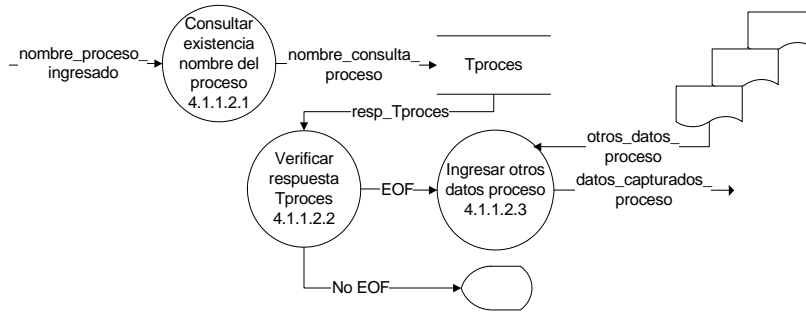 _nombre_proceso_
ingresado
Consultar
existencia
nombre del
proceso
4.1.1.2.1
nombre_consulta_
proceso
Tproces
resp_Tproces
Verificar
respuesta
Tproces
4.1.1.2.2
EOF
Ingresar otros
datos proceso
4.1.1.2.3
otros_datos_
proceso
datos_capturados_
proceso
No EOF